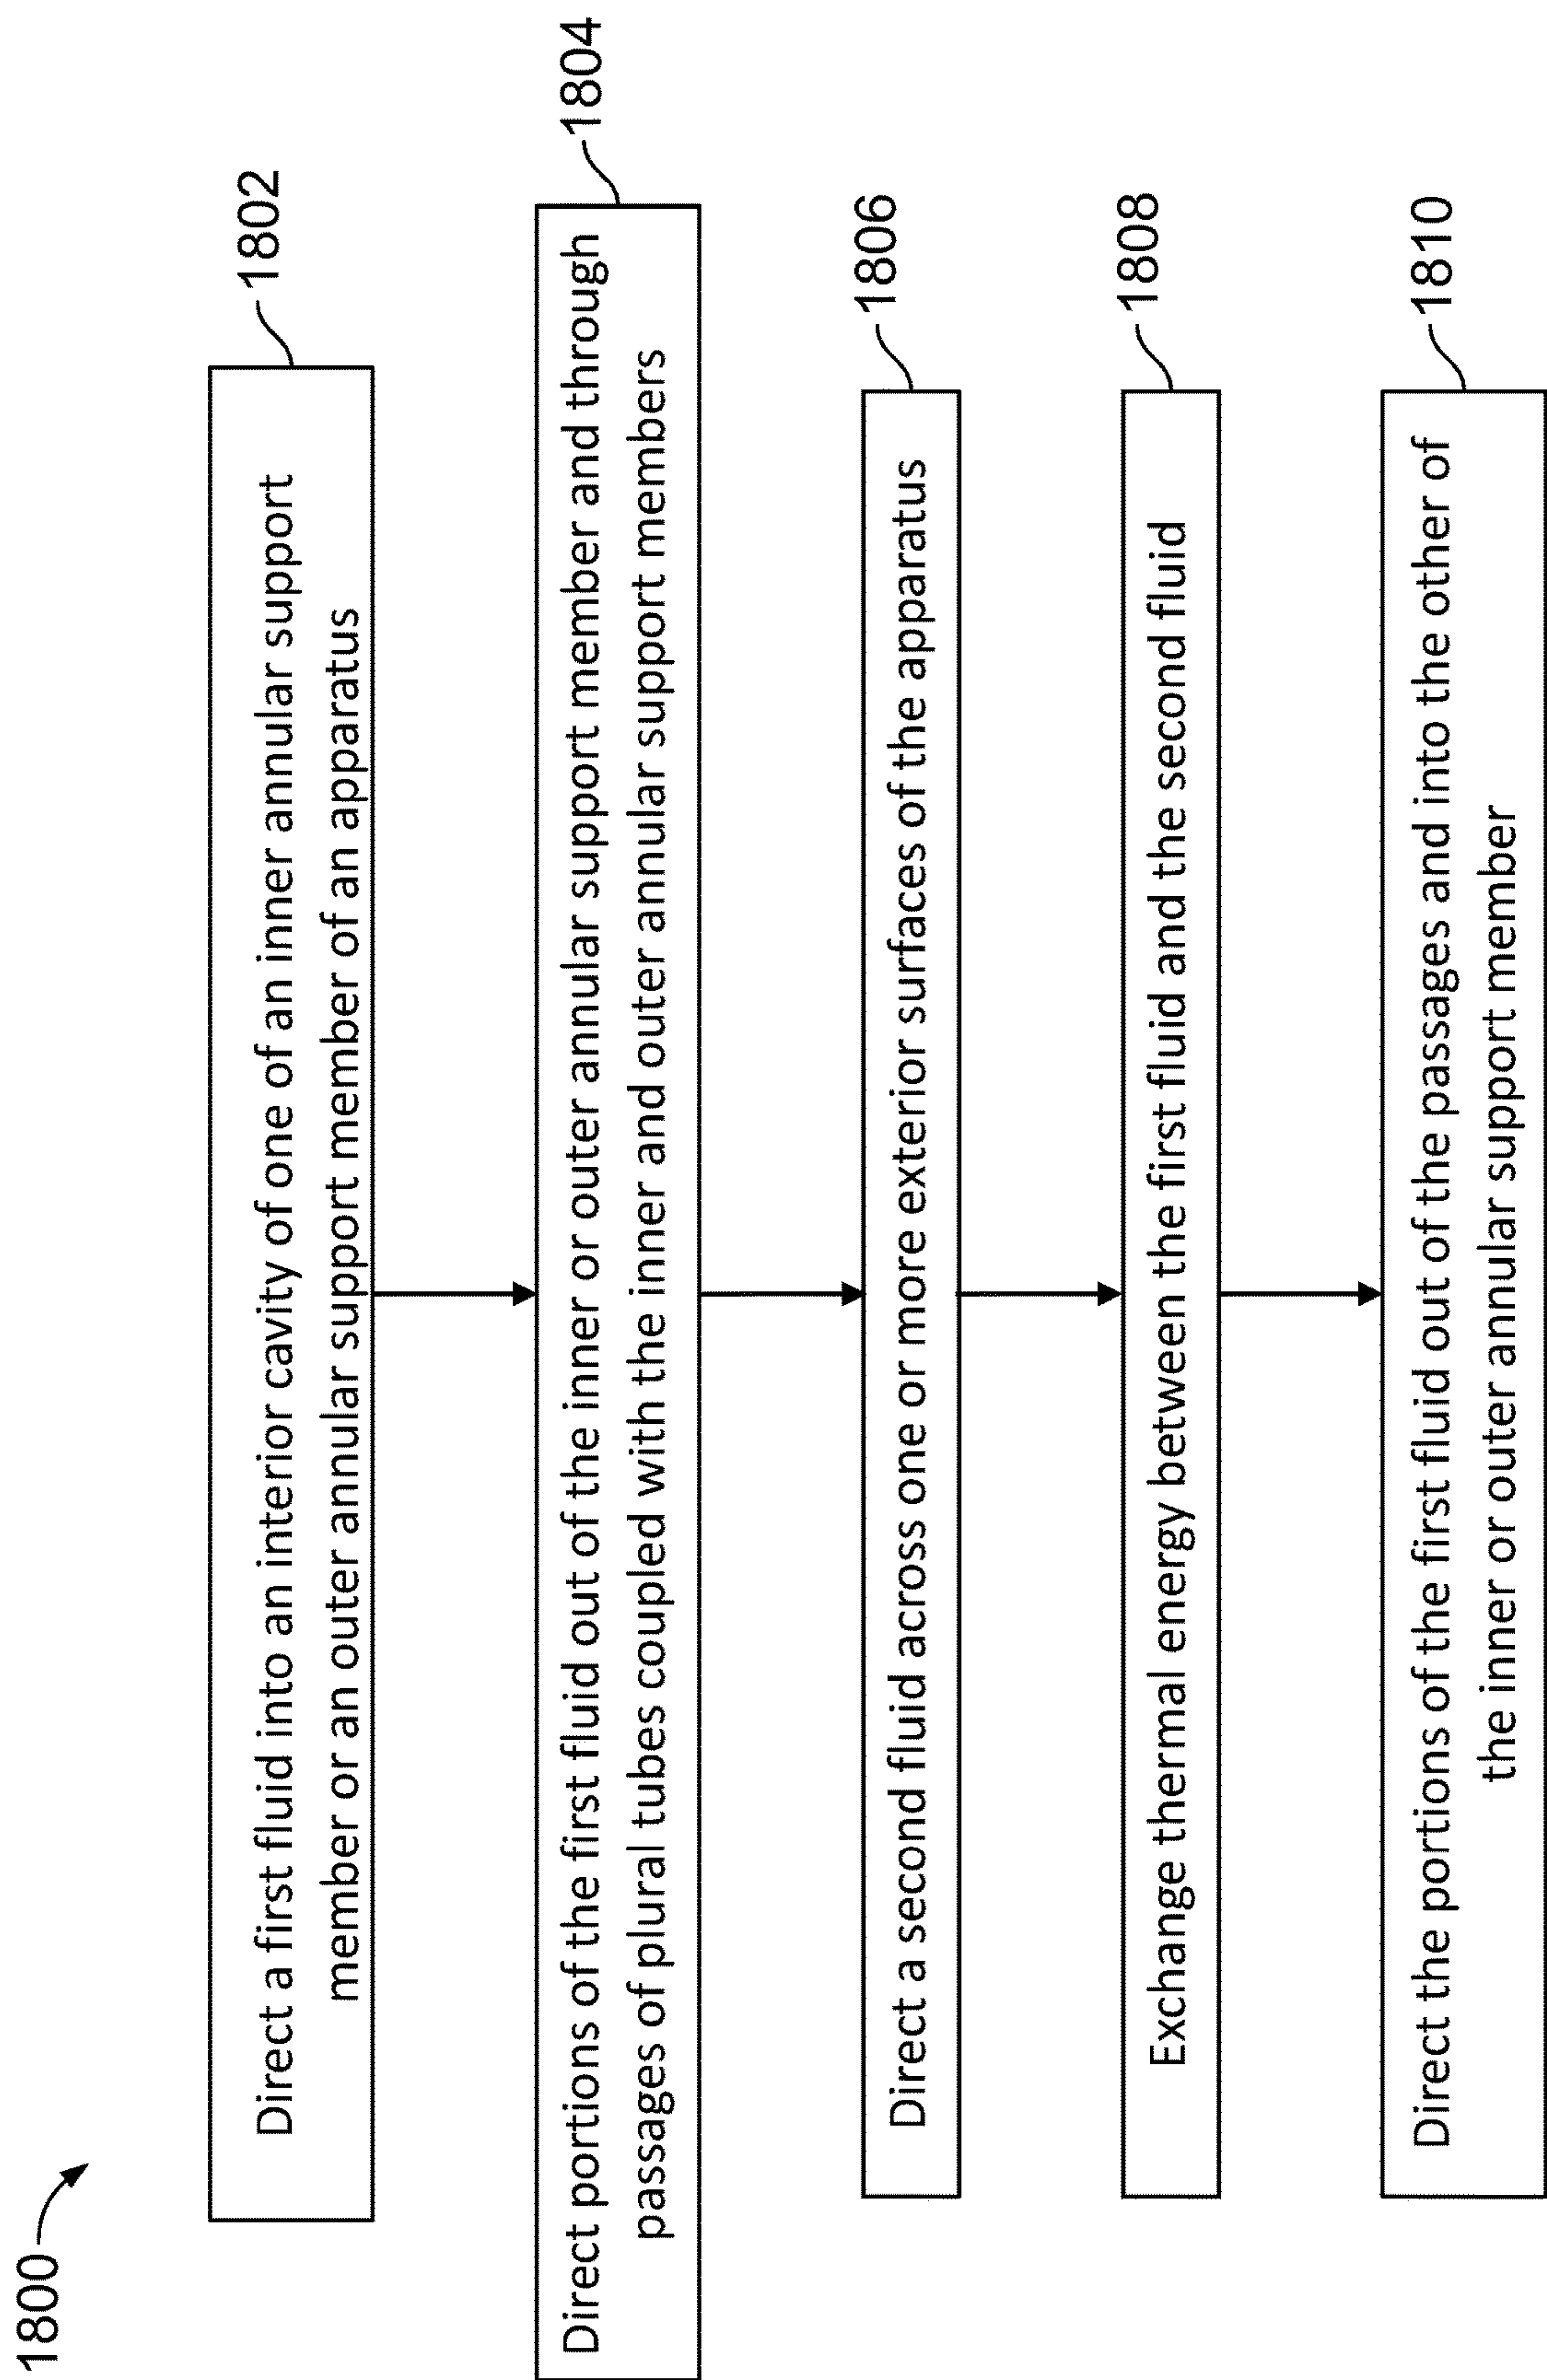 1800
Direct a first fluid into an interior cavity of one of an inner annular support
member or an outer annular support member of an apparatus
1802
Direct portions of the first fluid out of the inner or outer annular support member and through
passages of plural tubes coupled with the inner and outer annular support members
1804
Direct a second fluid across one or more exterior surfaces of the apparatus
1806
Exchange thermal energy between the first fluid and the second fluid
1808
Direct the portions of the first fluid out of the passages and into the other of
the inner or outer annular support member
1810